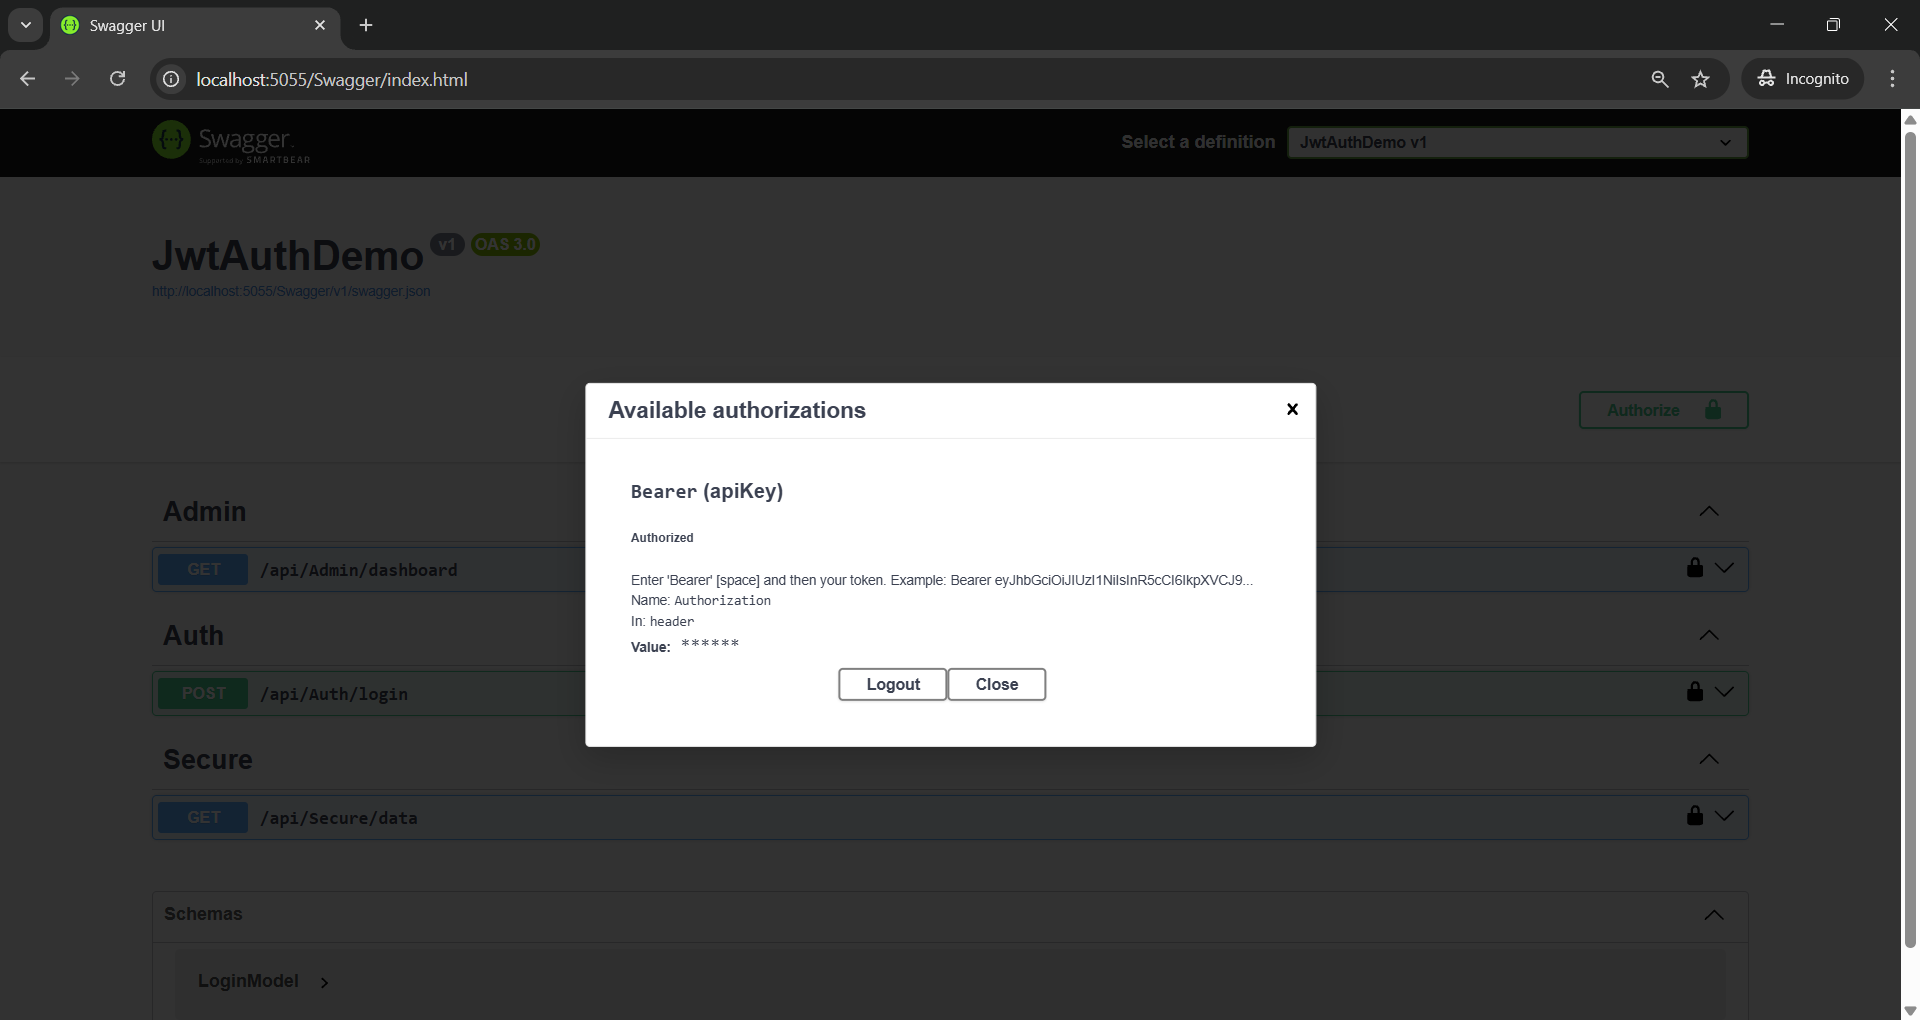 Swagger UI
localhost:5055/Swagger/index.html
Incognito
Swagger.
Supported by SMARTBEAR
Select a definition
JwtAuthDemo v1
JwtAuthDemo v1 OAS 3.0
http://localhost:5055/Swagger/v1/swagger.json
Available authorizations
Authorize
Bearer (apiKey)
Authorized
Enter 'Bearer' [space] and then your token. Example: Bearer eyJhbGciOiJIUzI1NiIsInR5cCI6IkpXVCJ9...
Name: Authorization
In: header
Value: ******
Logout
Close
Admin
GET /api/Admin/dashboard
Auth
POST /api/Auth/login
Secure
GET /api/Secure/data
Schemas
LoginModel